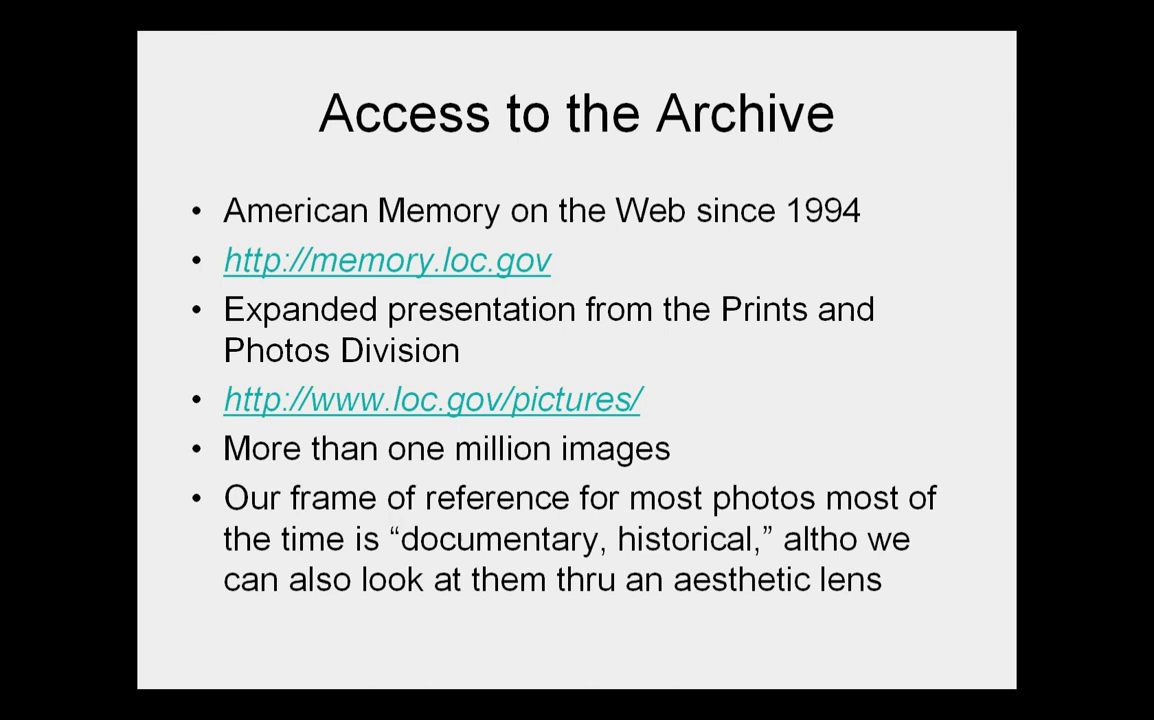 Access to the Archive
• American Memory on the Web since 1994
• http://memory.loc.gov
• Expanded presentation from the Prints and
Photos Division
• http://www.loc.gov/pictures/
• More than one million images
• Our frame of reference for most photos most of
the time is “documentary, historical,” altho we
can also look at them thru an aesthetic lens